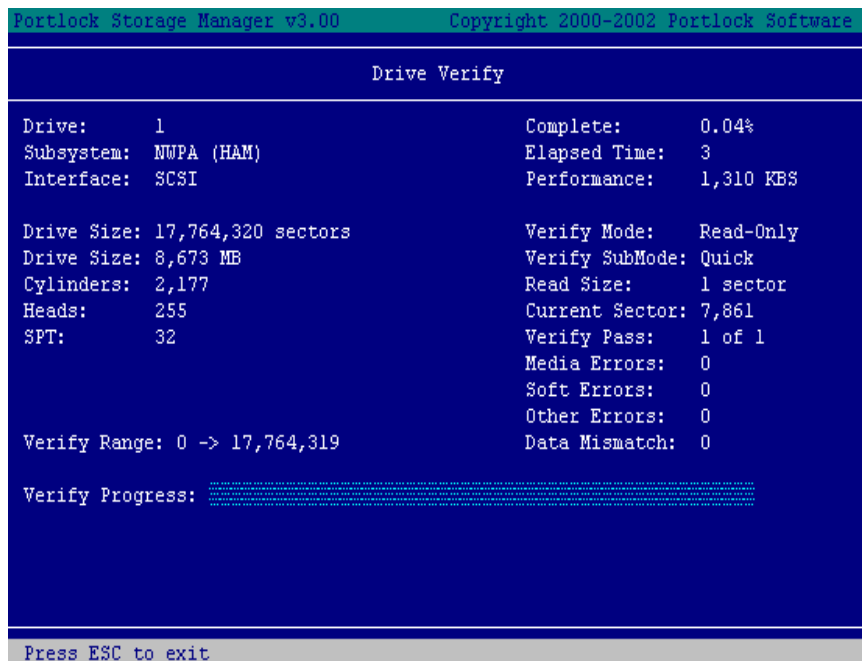 Portlock Storage Manager v3.00 Copyright 2000-2002 Portlock Software
Drive Verify
Drive: 1 Complete: 0.04%
Subsystem: NWPA (HAM) Elapsed Time: 3
Interface: SCSI Performance: 1,310 KBS
Drive Size: 17,764,320 sectors Verify Mode: Read-Only
Drive Size: 8,673 MB Verify SubMode: Quick
Cylinders: 2,177 Read Size: 1 sector
Heads: 255 Current Sector: 7,861
SPT: 32 Verify Pass: 1 of 1
Media Errors: 0
Soft Errors: 0
Other Errors: 0
Verify Range: 0 -> 17,764,319 Data Mismatch: 0
Verify Progress:
Press ESC to exit